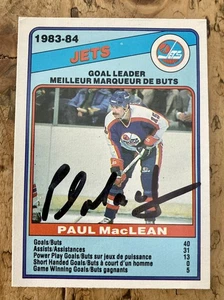 1983-84
JETS
JETS
GOAL LEADER
MEILLEUR MARQUEUR DE BUTS
15
PAUL MacLEAN
Goals/Buts 40
Assists/Assistances 31
Power Play Goals/Buts sur jeux de puissance 13
Short Handed Goals/Buts à court d'un homme 0
Game Winning Goals/Buts gagnants 5